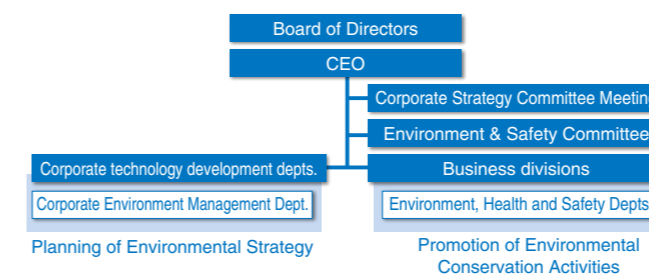 Board of Directors
CEO
Corporate Strategy Committee Meetin
Environment & Safety Committee
Corporate technology development depts.
Business divisions
Corporate Environment Management Dept.
Environment, Health and Safety Depts
Planning of Environmental Strategy
Promotion of Environmental
Conservation Activities